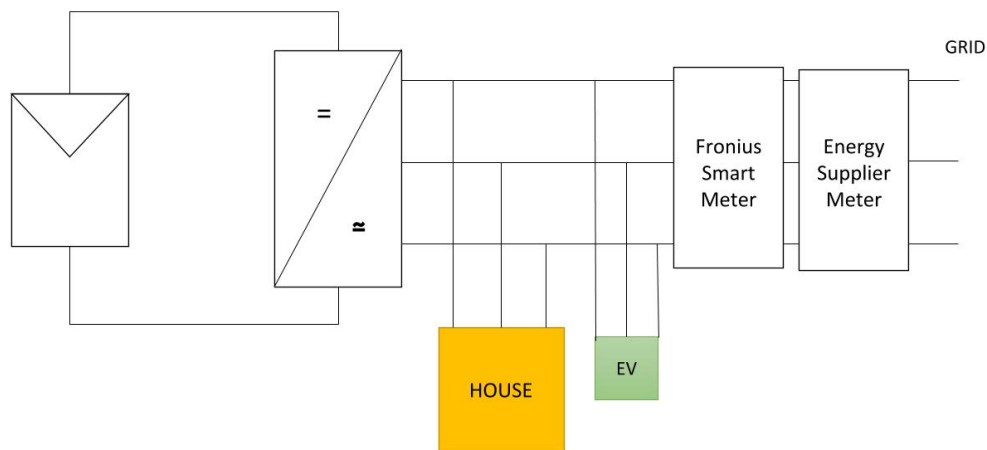 GRID
=
≃
Fronius
Smart
Meter
Energy
Supplier
Meter
EV
HOUSE